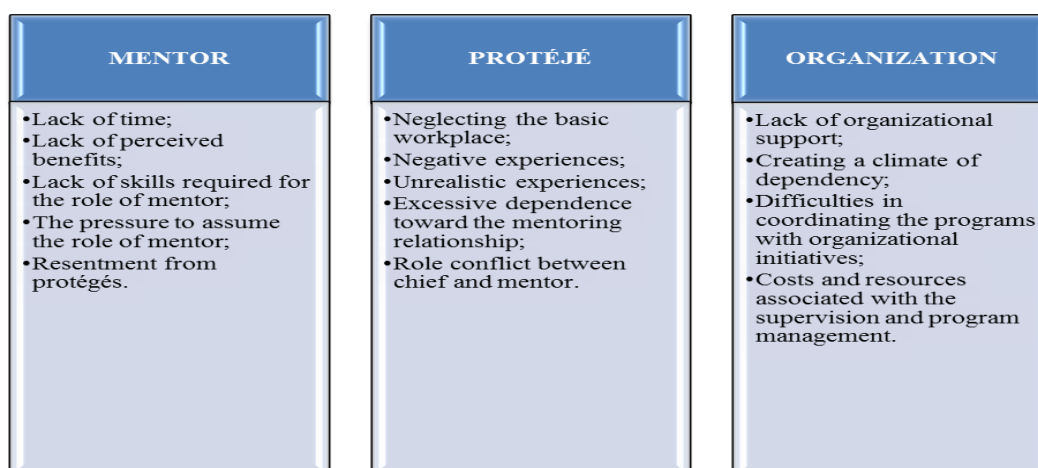 MENTOR
•Lack of time;
•Lack of perceived
benefits;
•Lack of skills required for
the role of mentor;
•The pressure to assume
the role of mentor;
•Resentment from
protégés.
PROTÉJÉ
•Neglecting the basic
workplace;
•Negative experiences;
•Unrealistic experiences;
•Excessive dependence
toward the mentoring
relationship;
•Role conflict between
chief and mentor.
ORGANIZATION
•Lack of organizational
support;
•Creating a climate of
dependency;
•Difficulties in
coordinating the programs
with organizational
initiatives;
•Costs and resources
associated with the
supervision and program
management.